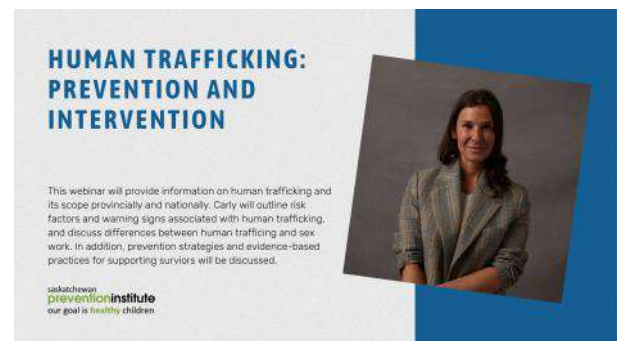 HUMAN TRAFFICKING:
PREVENTION AND
INTERVENTION
This webinar will provide information on human trafficking and
its scope provincially and nationally. Carly will outline risk
factors and warning signs associated with human trafficking,
and discuss differences between human trafficing and sex
work. In addition, prevention strategies and evidence-based
practices for supporting surviors will be discussed.
saskatchewan
preventioninstitute
our goal is healthy children